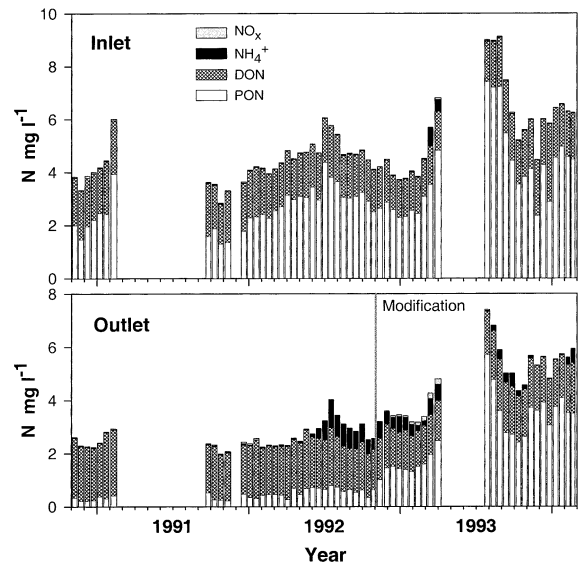 Inlet
NOx
NH4+
DON
PON
N mg l-1
10
8
6
4
2
0
Outlet
Modification
N mg l-1
8
6
4
2
0
1991 1992 1993
Year